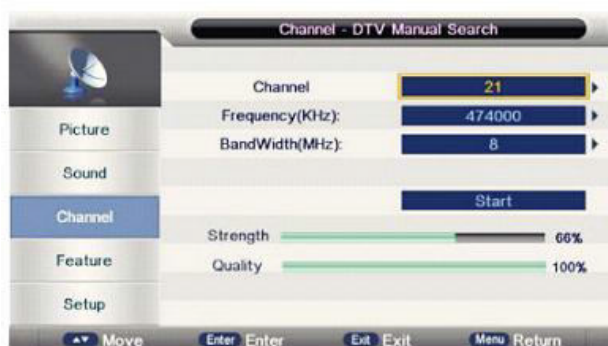 Channel - DTV Manual Search
Picture
Sound
Channel
Feature
Setup
Channel 21
Frequency(KHz): 474000
BandWidth(MHz): 8
Start
Strength 66%
Quality 100%
Move Enter Enter Exit Exit Menu Return